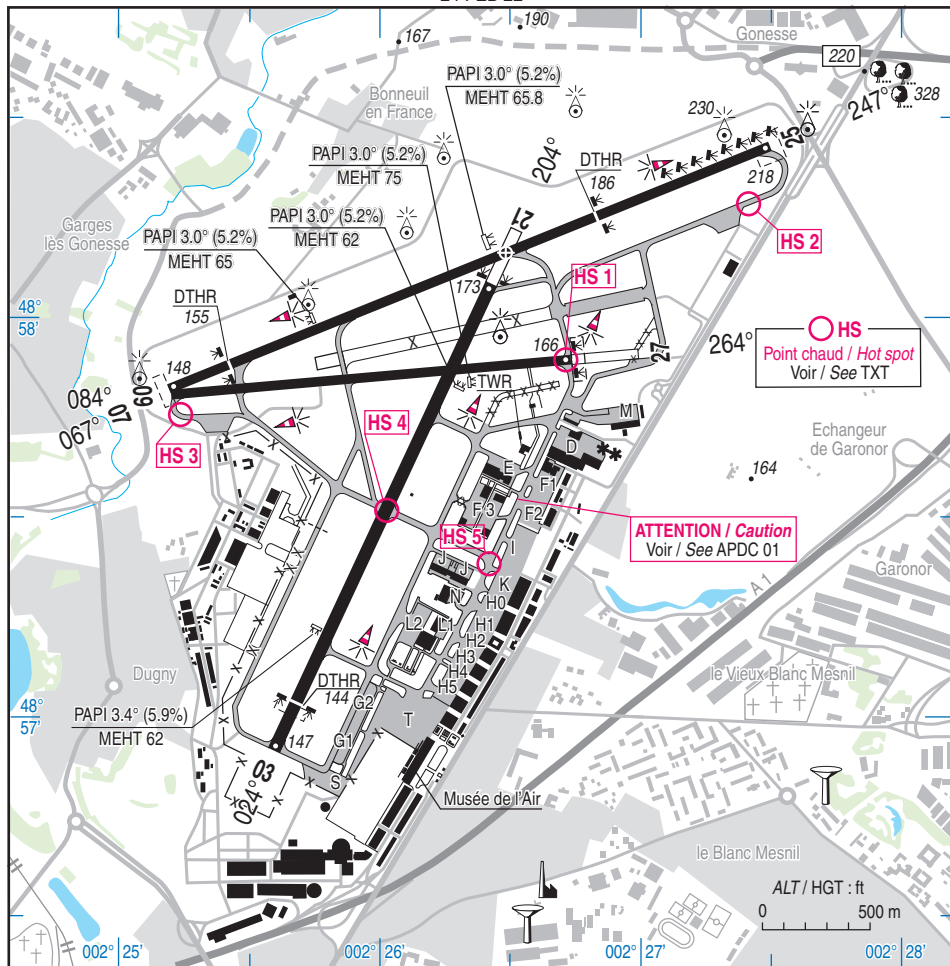 167
190
Gonesse
220
328
247°
PAPI 3.0° (5.2%)
MEHT 65.8
Bonneuil
en France
230
25
204°
DTHR
186
218
PAPI 3.0° (5.2%)
MEHT 75
Garges
lès Gonesse
PAPI 3.0° (5.2%)
MEHT 62
21
HS 2
PAPI 3.0° (5.2%)
MEHT 65
HS 1
173
DTHR
155
48°
58'
166
27
264°
HS
Point chaud / Hot spot
Voir / See TXT
148
TWR
084°
067°
07
09
HS 4
M
HS 3
D
Echangeur
de Garonor
E
164
F1
F3
F2
ATTENTION / Caution
Voir / See APDC 01
HS 5
I
J
J
K
A 1
Garonor
N
H0
L2
L1
H1
H2
H3
H4
H5
Dugny
le Vieux Blanc Mesnil
DTHR
144
G2
48°
57'
PAPI 3.4° (5.9%)
MEHT 62
T
147
G1
03
024°
S
Musée de l'Air
le Blanc Mesnil
ALT / HGT : ft
0
500 m
002° 25'
002° 26'
002° 27'
002° 28'